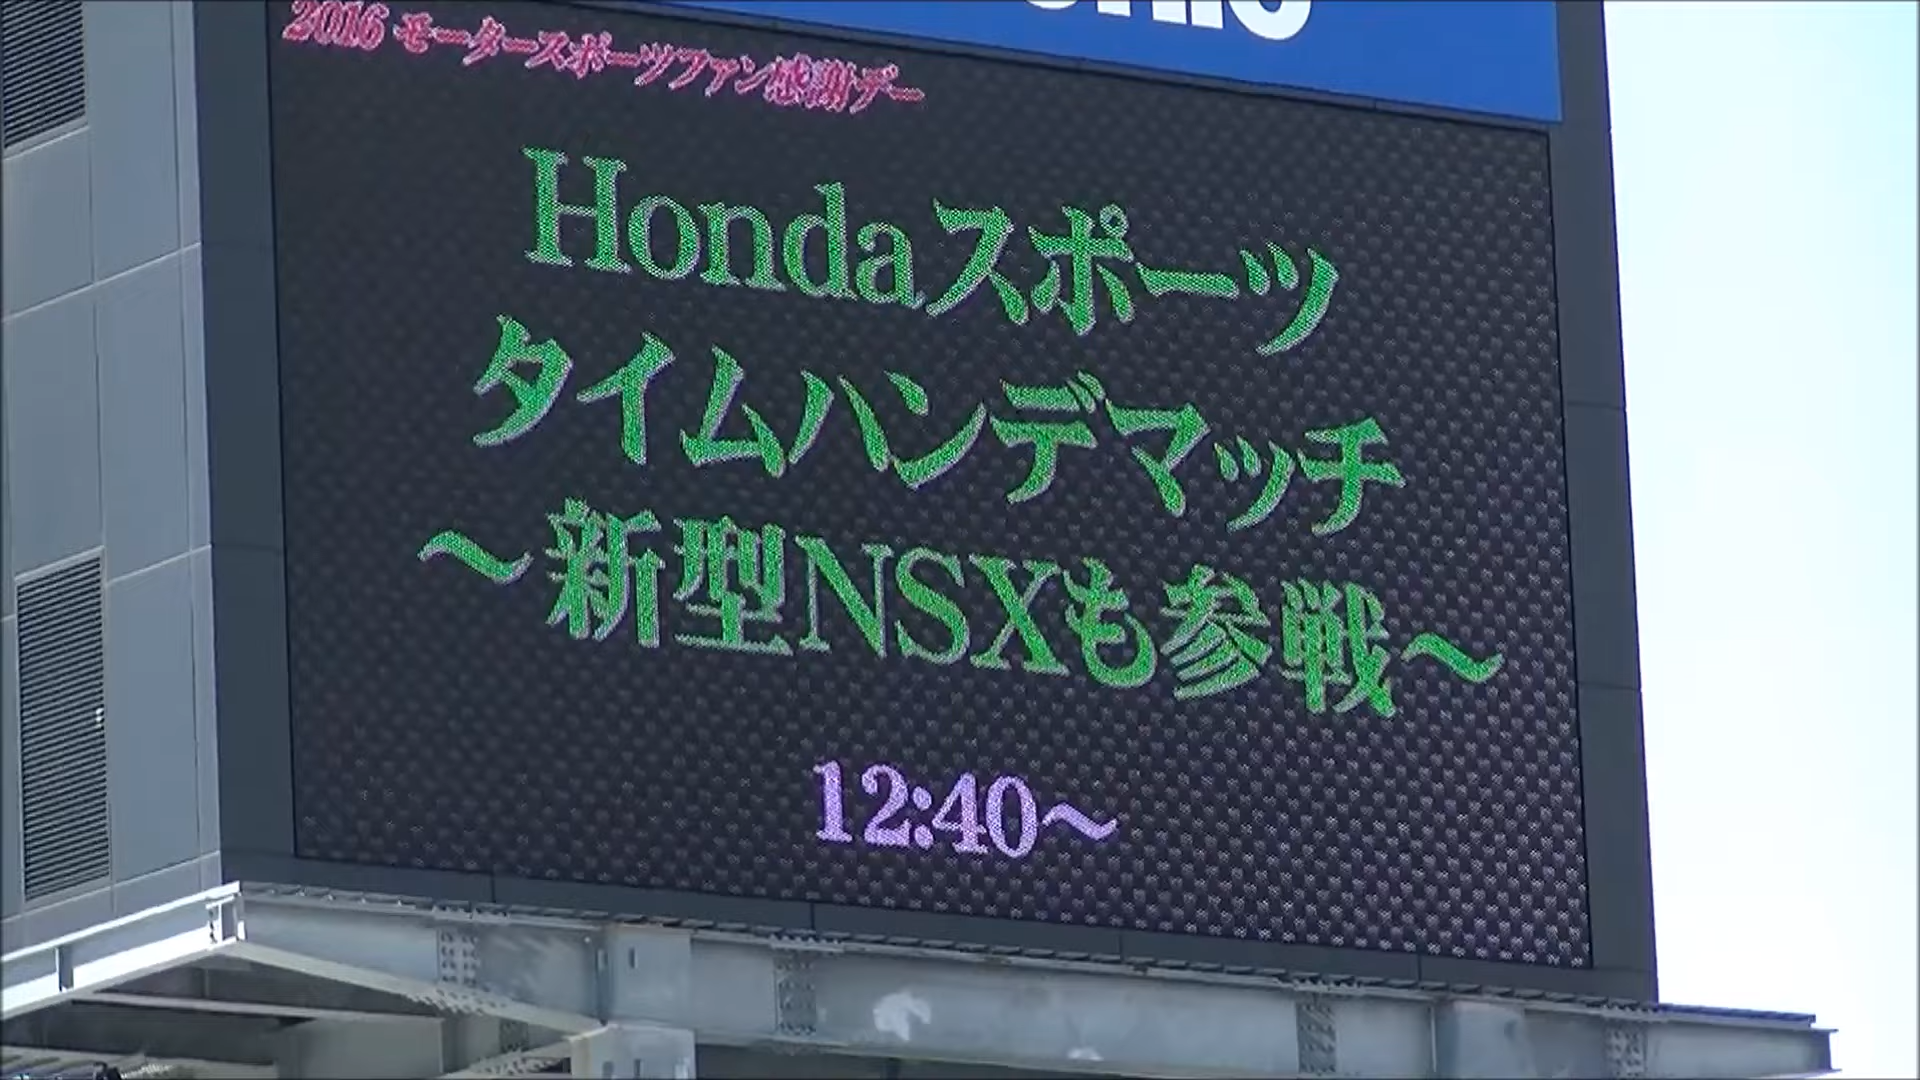 2016 モータースポーツファン感謝デー
Hondaスポーツ
タイムハンデマッチ
～新型NSXも参戦～
12:40～